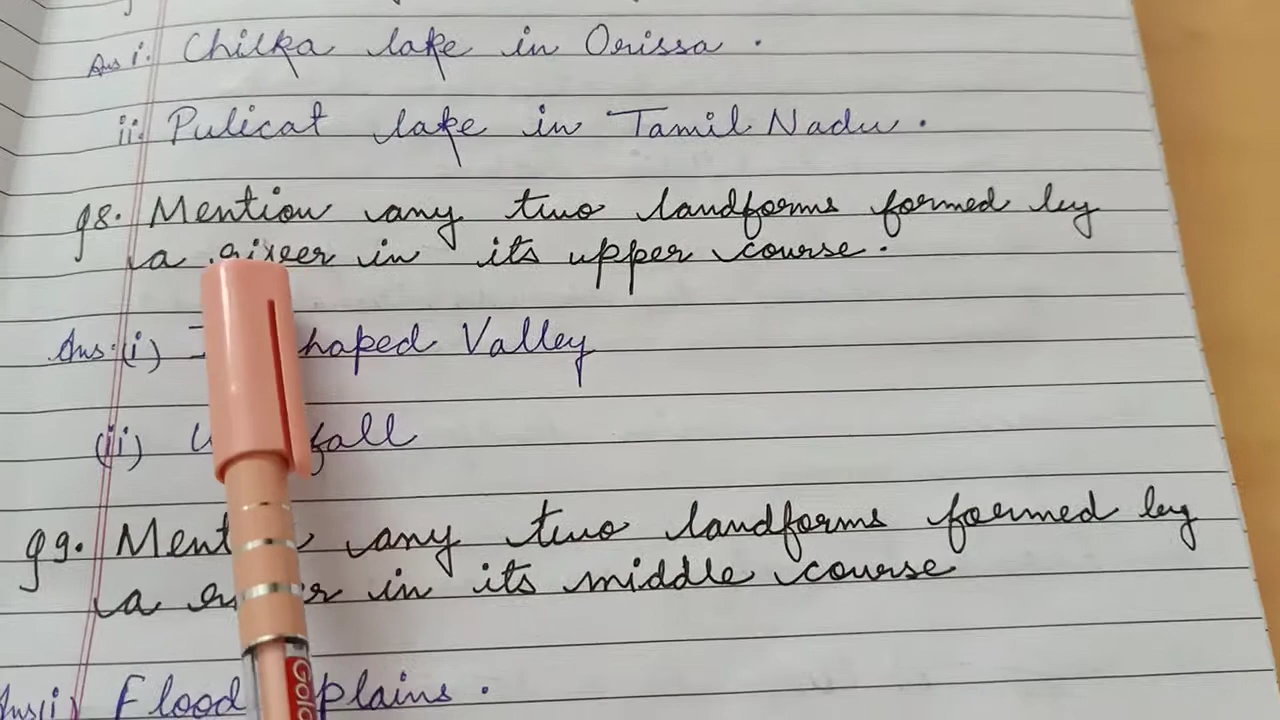 Ans i. Chilka lake in Orissa.
ii. Pulicat lake in Tamil Nadu.
Q8. Mention any two landforms formed by
a river in its upper course.
Ans: (i) haped Valley
(ii) fall
Q9. Ment any two landforms formed by
a r in its middle course
Ans(i) Flood plains.
Gold